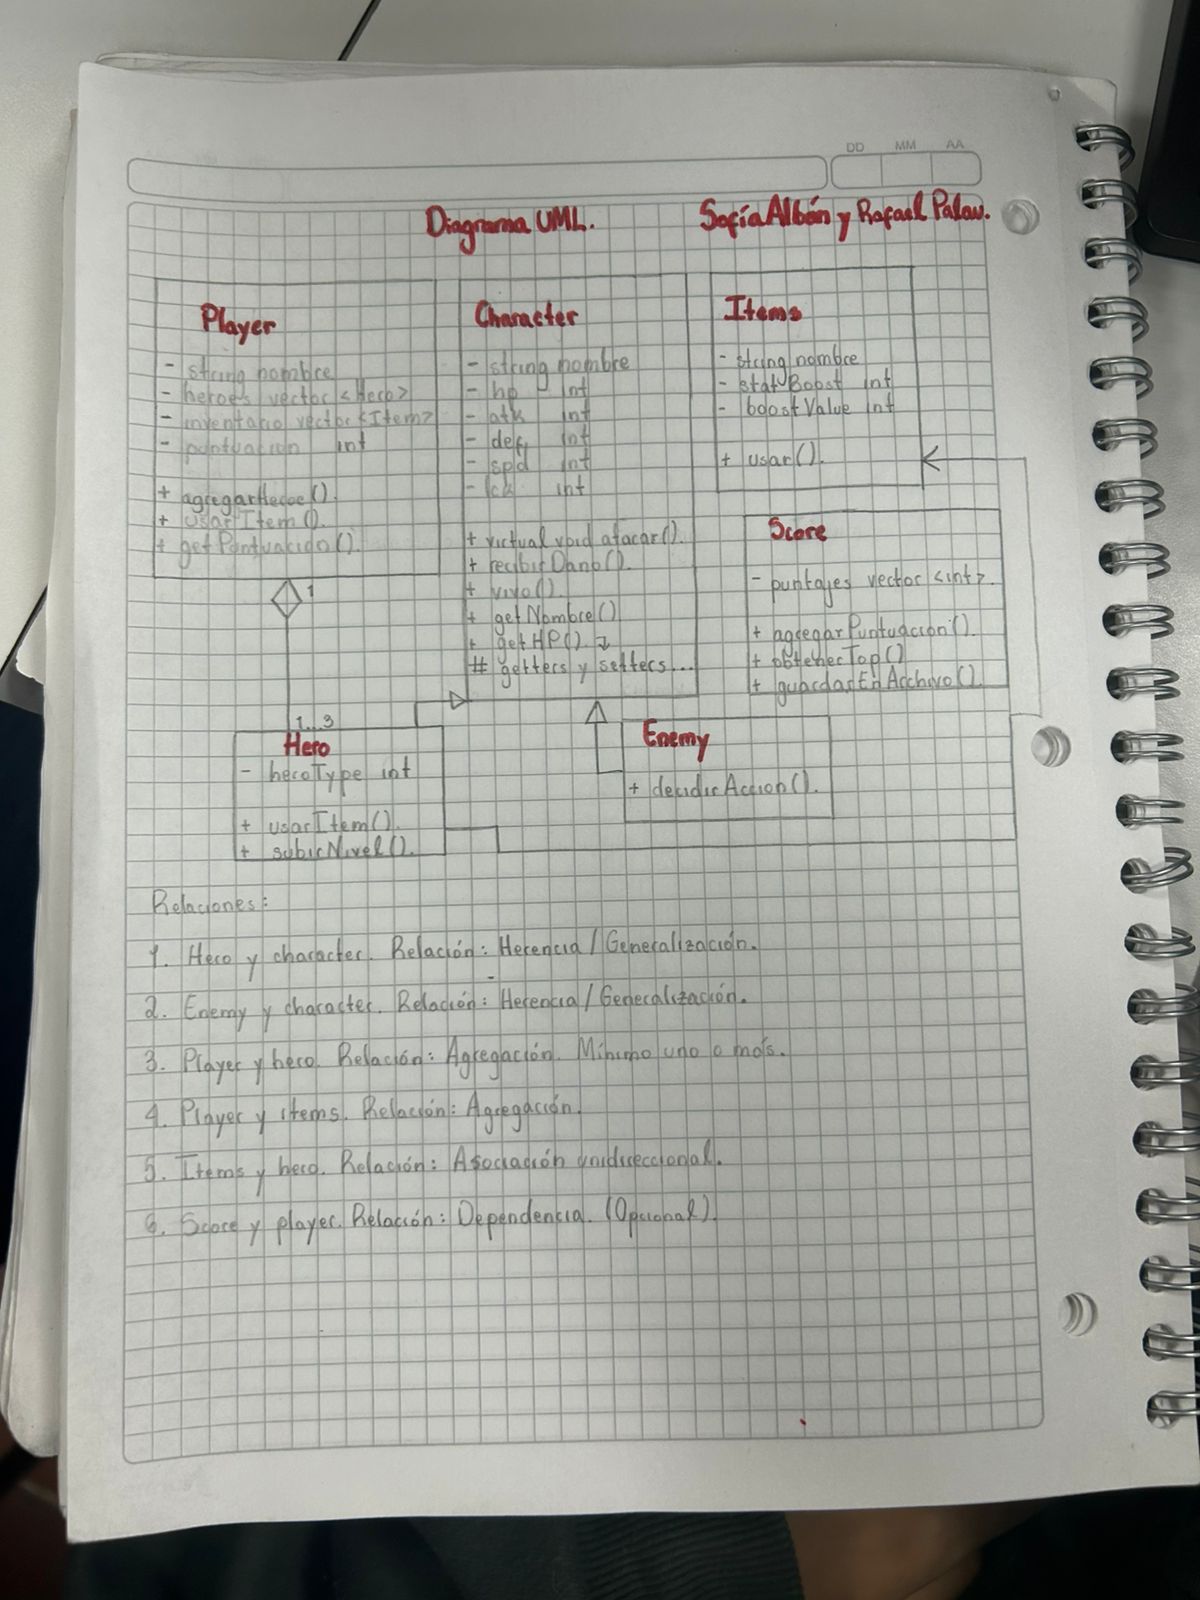 DD MM AA
Diagrama UML. Sofía Albán y Rafael Palau.
Player
- string nombre
- heroes vector <Hero>
- inventario vector <Item>
- puntuacion int
+ agregarHeroe().
+ usarItem().
+ getPuntuacion().
Character
- string nombre
- hp int
- atk int
- def int
- spd int
- lck int
+ virtual void atacar().
+ recibirDano().
+ vivo().
+ getNombre()
+ getHP().
# getters y setters...
Items
- string nombre
- statBoost int
- boostValue int
+ usar().
Score
- puntajes vector <int>.
+ agregarPuntuacion().
+ obtenerTop()
+ guardarEnArchivo().
1
1...3
Hero
- heroType int
+ usarItem().
+ subirNivel().
Enemy
+ decidirAccion().
Relaciones:
1. Hero y character. Relación: Herencia/Generalización.
2. Enemy y character. Relación: Herencia/Generalización.
3. Player y hero. Relación: Agregación. Mínimo uno o más.
4. Player y items. Relación: Agregación.
5. Items y hero. Relación: Asociación unidireccional.
6. Score y player. Relación: Dependencia. (Opcional).